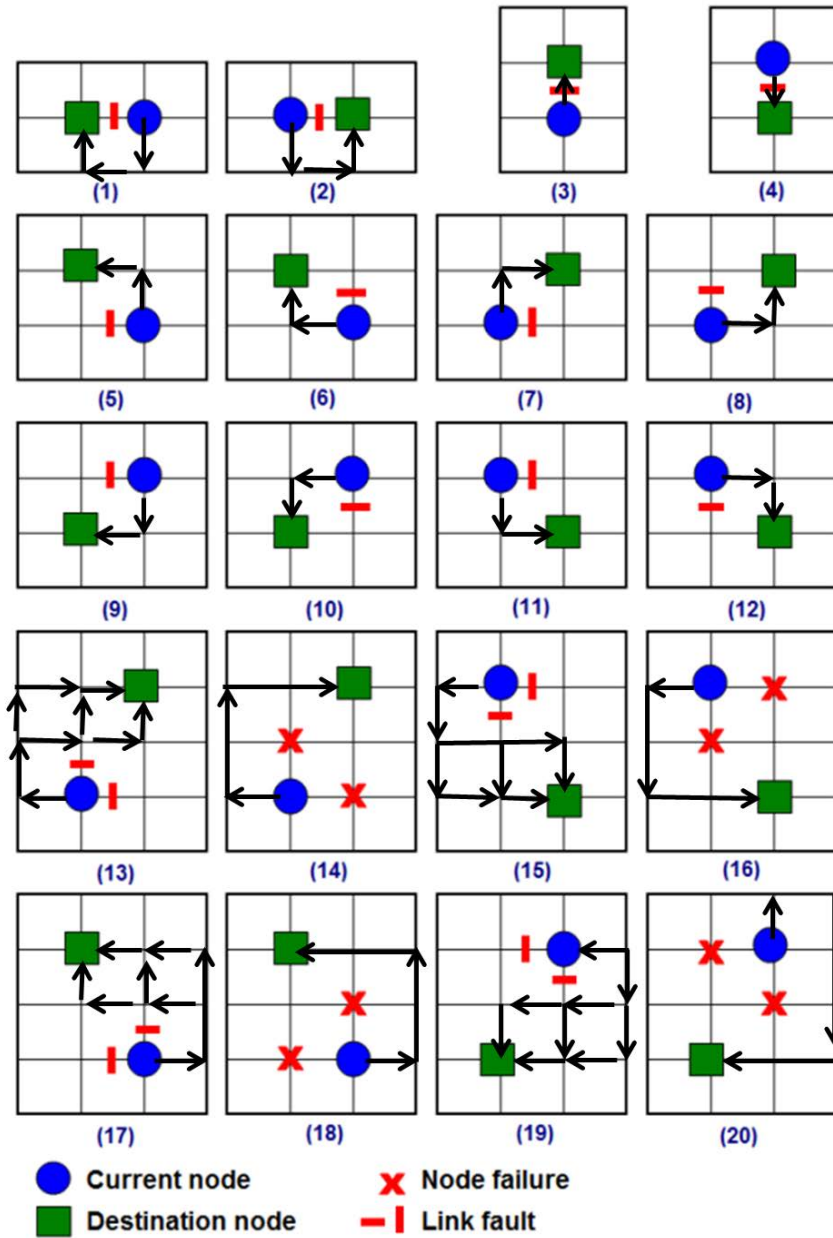 (1) (2) (3) (4)
(5) (6) (7) (8)
(9) (10) (11) (12)
(13) (14) (15) (16)
(17) (18) (19) (20)
Current node Node failure
Destination node Link fault